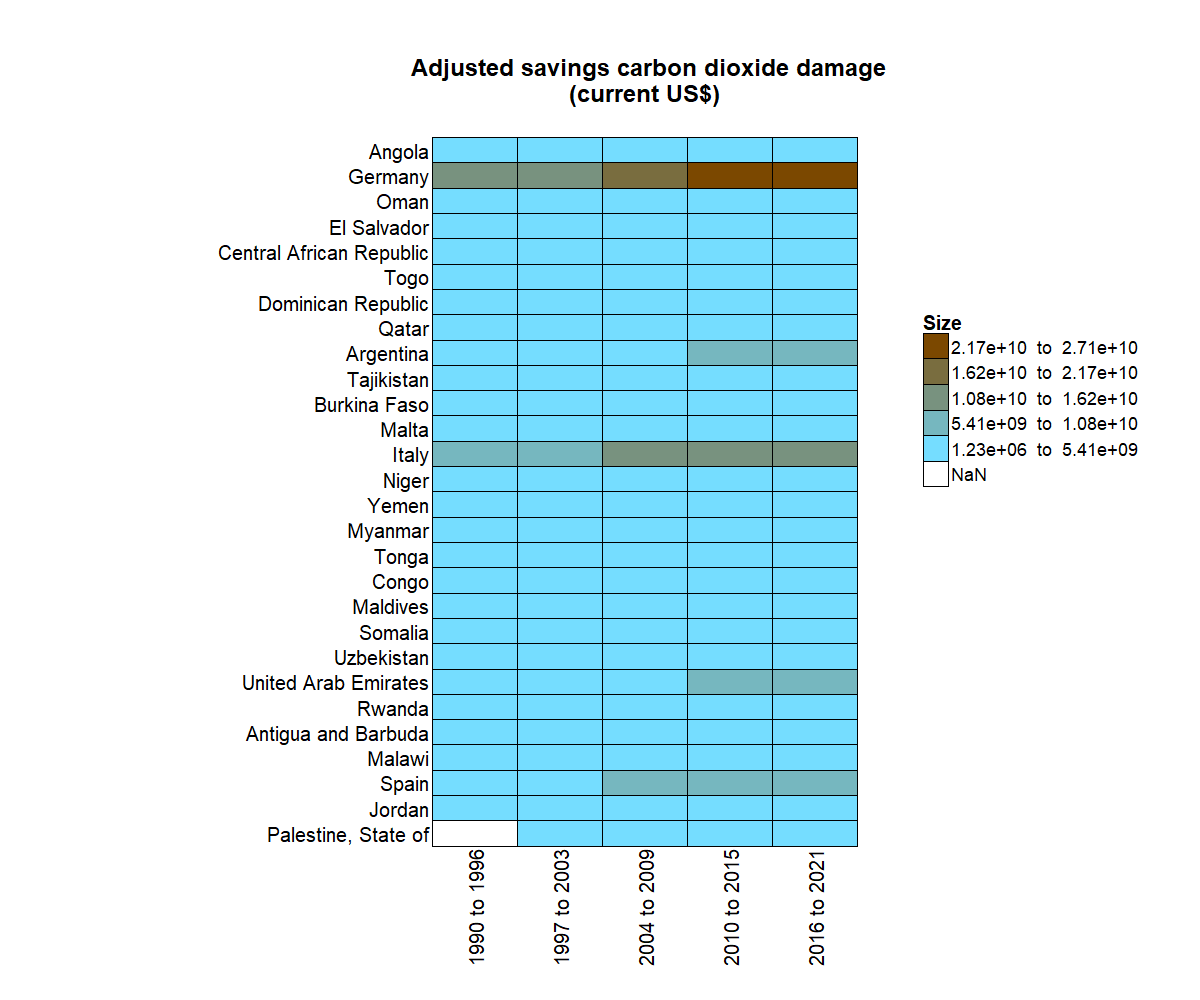 Adjusted savings carbon dioxide damage
(current US$)
Angola
Germany
Oman
El Salvador
Central African Republic
Togo
Dominican Republic
Qatar
Argentina
Tajikistan
Burkina Faso
Malta
Italy
Niger
Yemen
Myanmar
Tonga
Congo
Maldives
Somalia
Uzbekistan
United Arab Emirates
Rwanda
Antigua and Barbuda
Malawi
Spain
Jordan
Palestine, State of
1990 to 1996
1997 to 2003
2004 to 2009
2010 to 2015
2016 to 2021
Size
2.17e+10 to 2.71e+10
1.62e+10 to 2.17e+10
1.08e+10 to 1.62e+10
5.41e+09 to 1.08e+10
1.23e+06 to 5.41e+09
NaN